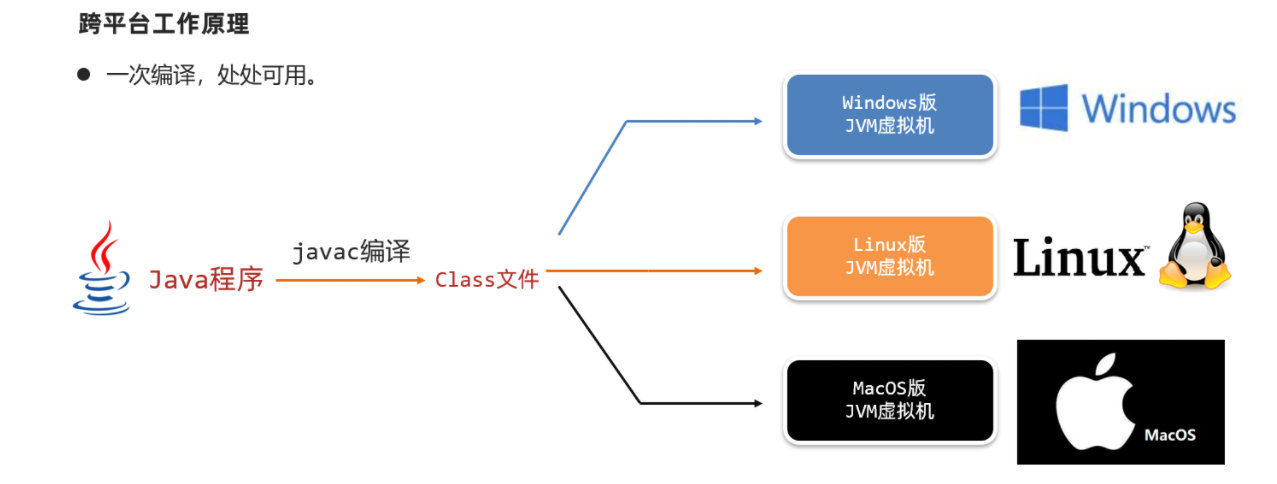 跨平台工作原理
● 一次编译，处处可用。
Windows版
JVM虚拟机
Windows
javac编译
Java程序
Class文件
Linux版
JVM虚拟机
Linux™
MacOS版
JVM虚拟机
MacOS